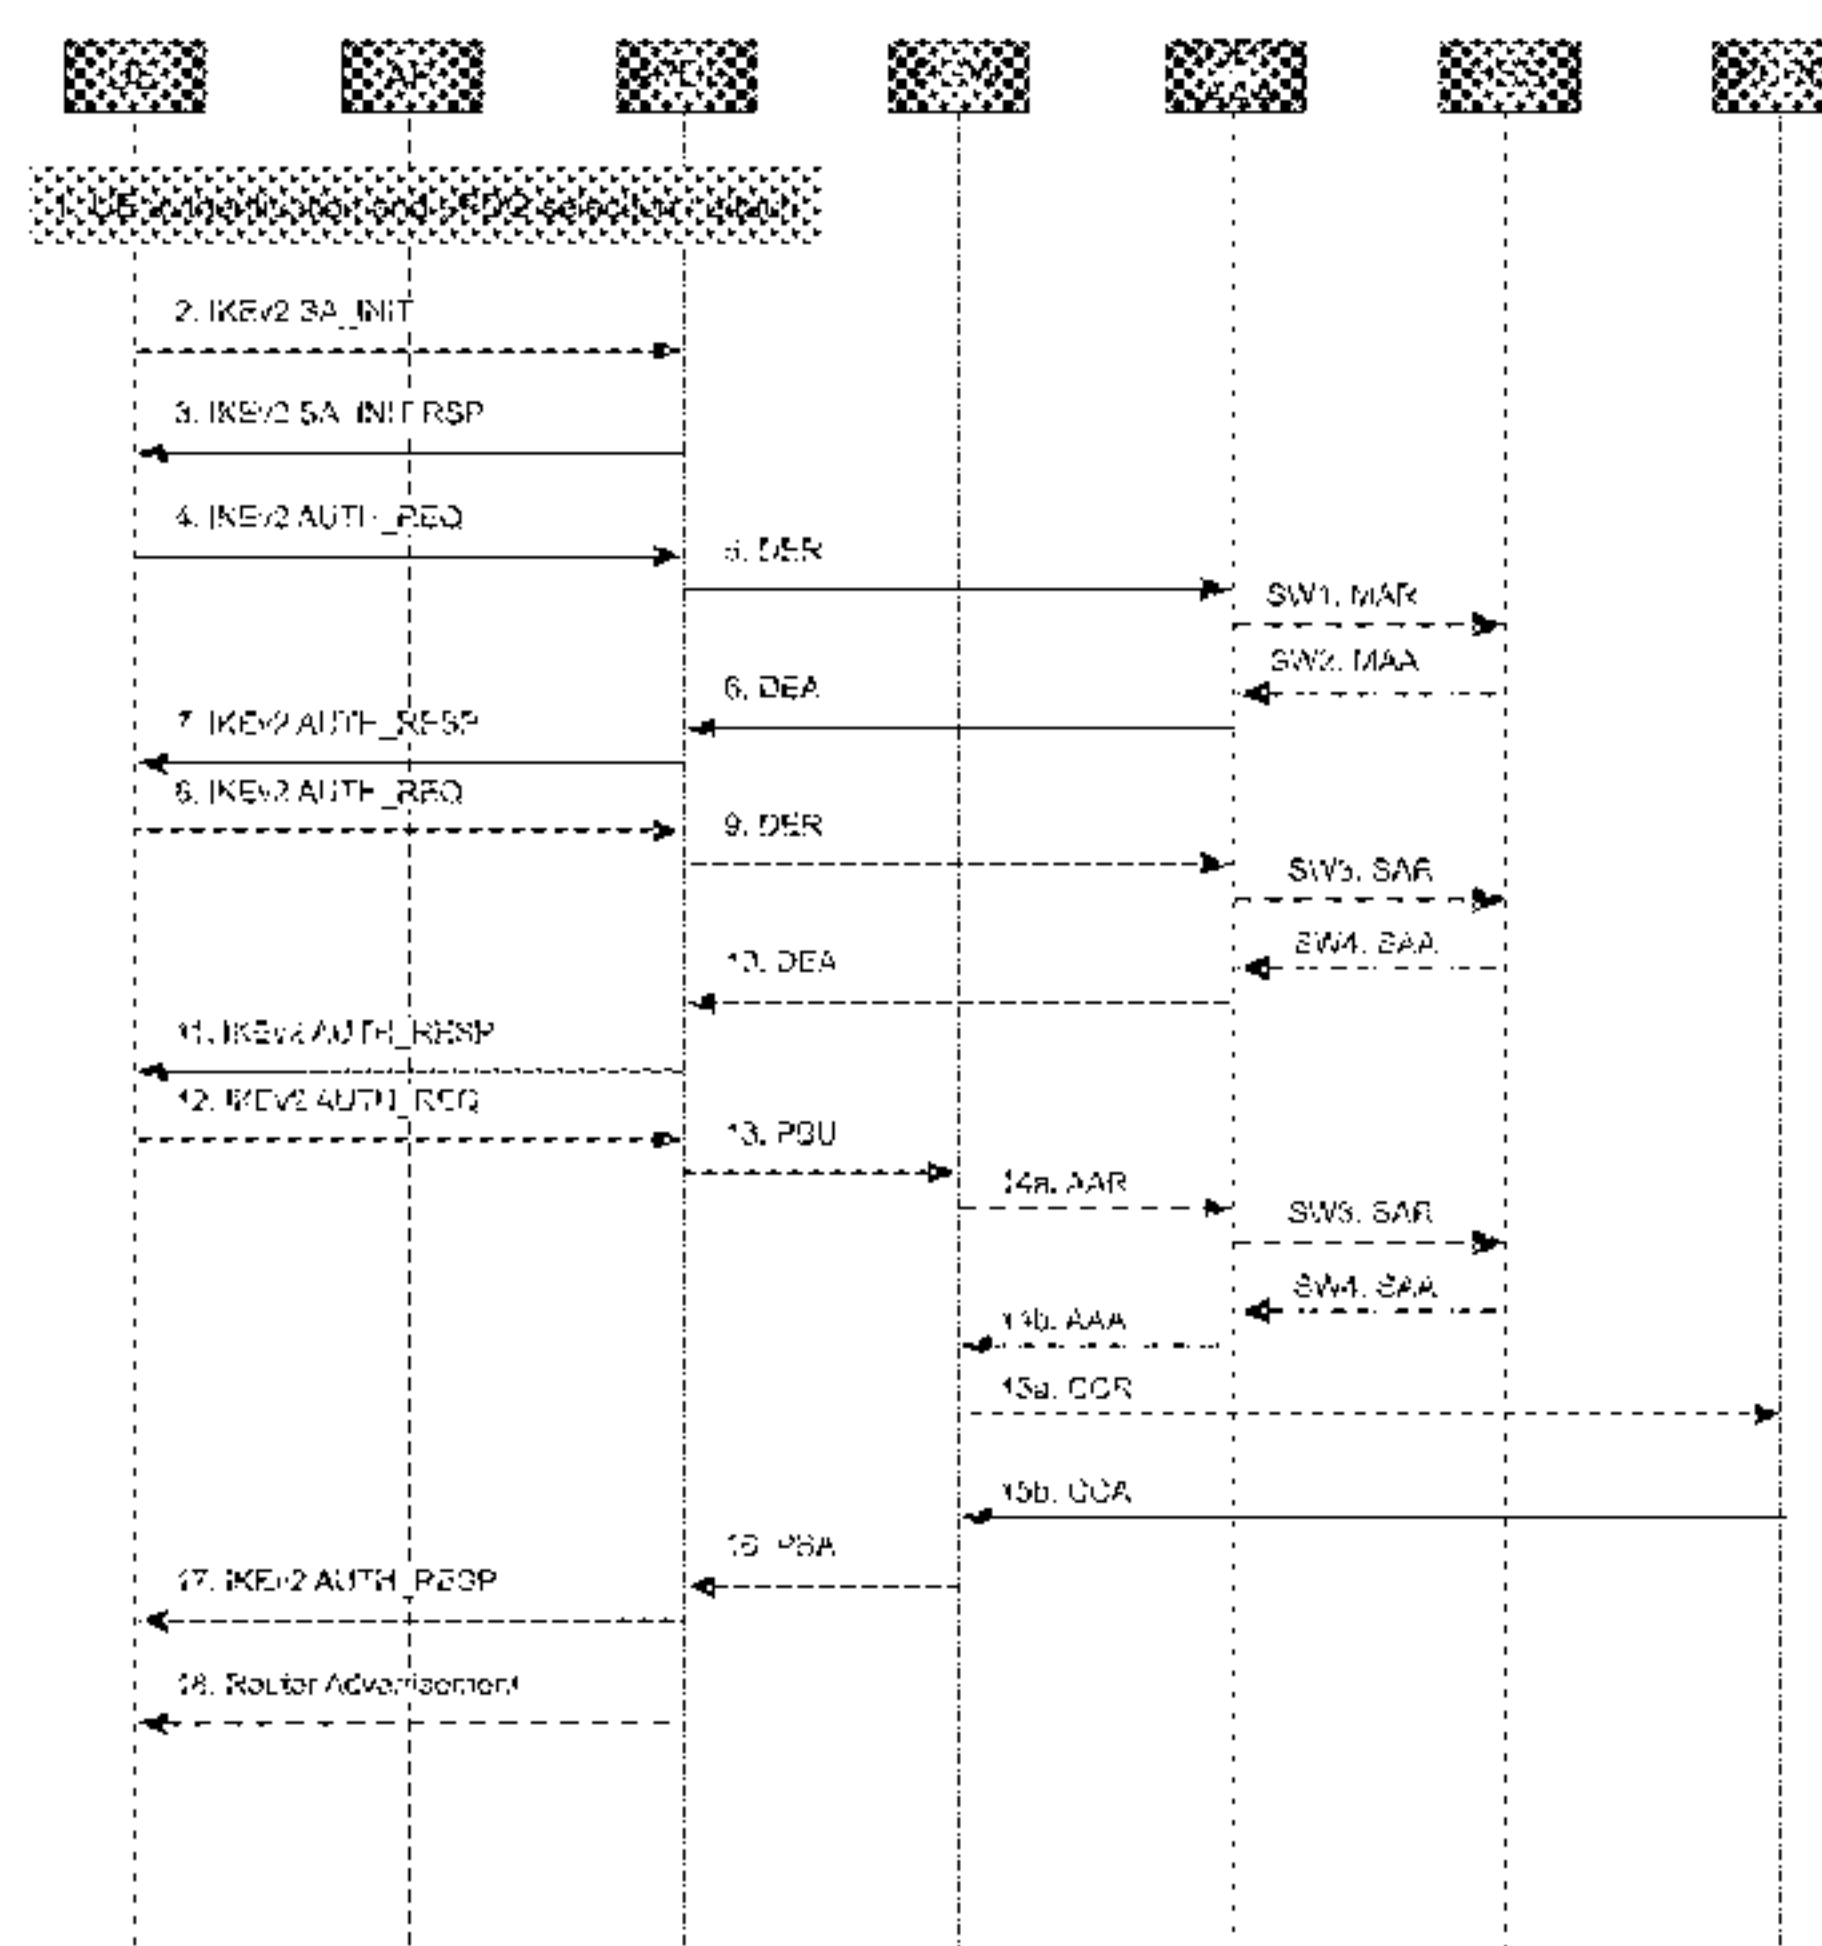 UE
AP
AAA
2. IKEv2 SA_INIT
3. IKEv2 SA_INIT RSP
4. IKEv2 AUTH_REQ
5. DER
SW1. MAR
SW2. MAA
6. DEA
7. IKEv2 AUTH_RESP
8. IKEv2 AUTH_REQ
9. DER
SW3. SAR
SW4. SAA
10. DEA
11. IKEv2 AUTH_RESP
12. IKEv2 AUTH_REQ
13. PBU
14a. AAR
SW3. SAR
SW4. SAA
14b. AAA
15a. CCR
15b. CCA
16. PBA
17. IKEv2 AUTH_RESP
18. Router Advertisement